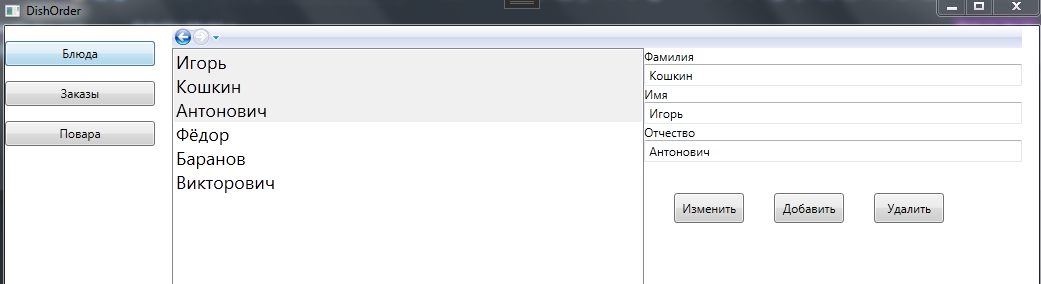 DishOrder
Блюда
Заказы
Повара
Игорь
Кошкин
Антонович
Фёдор
Баранов
Викторович
Фамилия
Кошкин
Имя
Игорь
Отчество
Антонович
Изменить
Добавить
Удалить